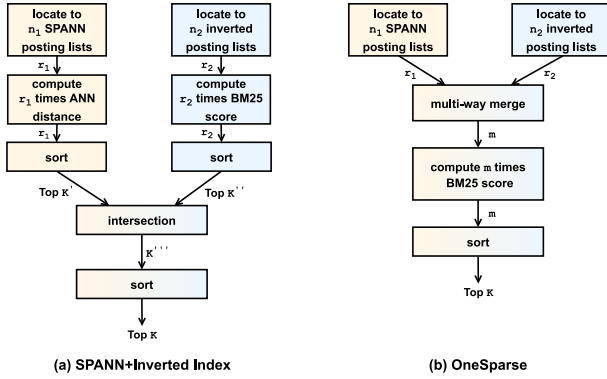 locate to
n1 SPANN
posting lists
r1
compute
r1 times ANN
distance
r1
sort
Top K'
locate to
n2 inverted
posting lists
r2
compute
r2 times BM25
score
r2
sort
Top K''
intersection
K'''
sort
Top K
(a) SPANN+Inverted Index
locate to
n1 SPANN
posting lists
r1
locate to
n2 inverted
posting lists
r2
multi-way merge
m
compute m times
BM25 score
m
sort
Top K
(b) OneSparse